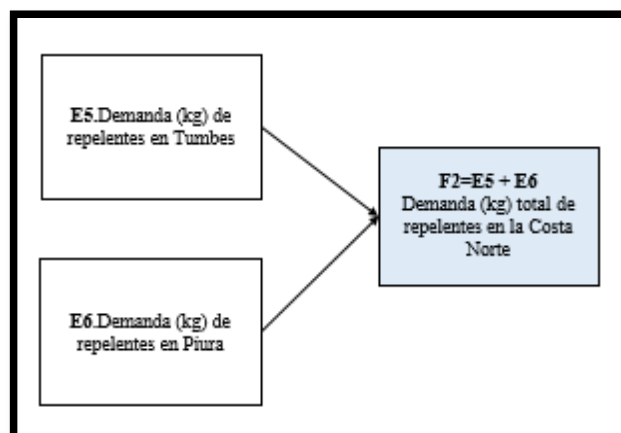 E5.Demanda (kg) de
repelentes en Tumbes
F2=E5 + E6
Demanda (kg) total de
repelentes en la Costa
Norte
E6.Demanda (kg) de
repelentes en Piura